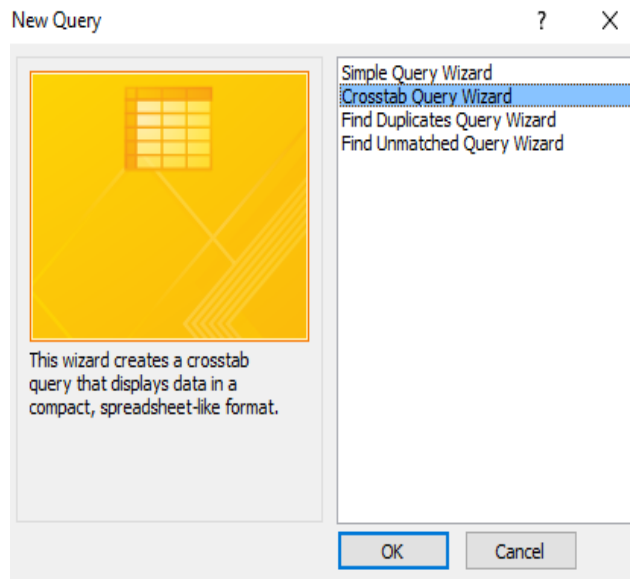 New Query
?
Simple Query Wizard
Crosstab Query Wizard
Find Duplicates Query Wizard
Find Unmatched Query Wizard
This wizard creates a crosstab
query that displays data in a
compact, spreadsheet-like format.
OK
Cancel